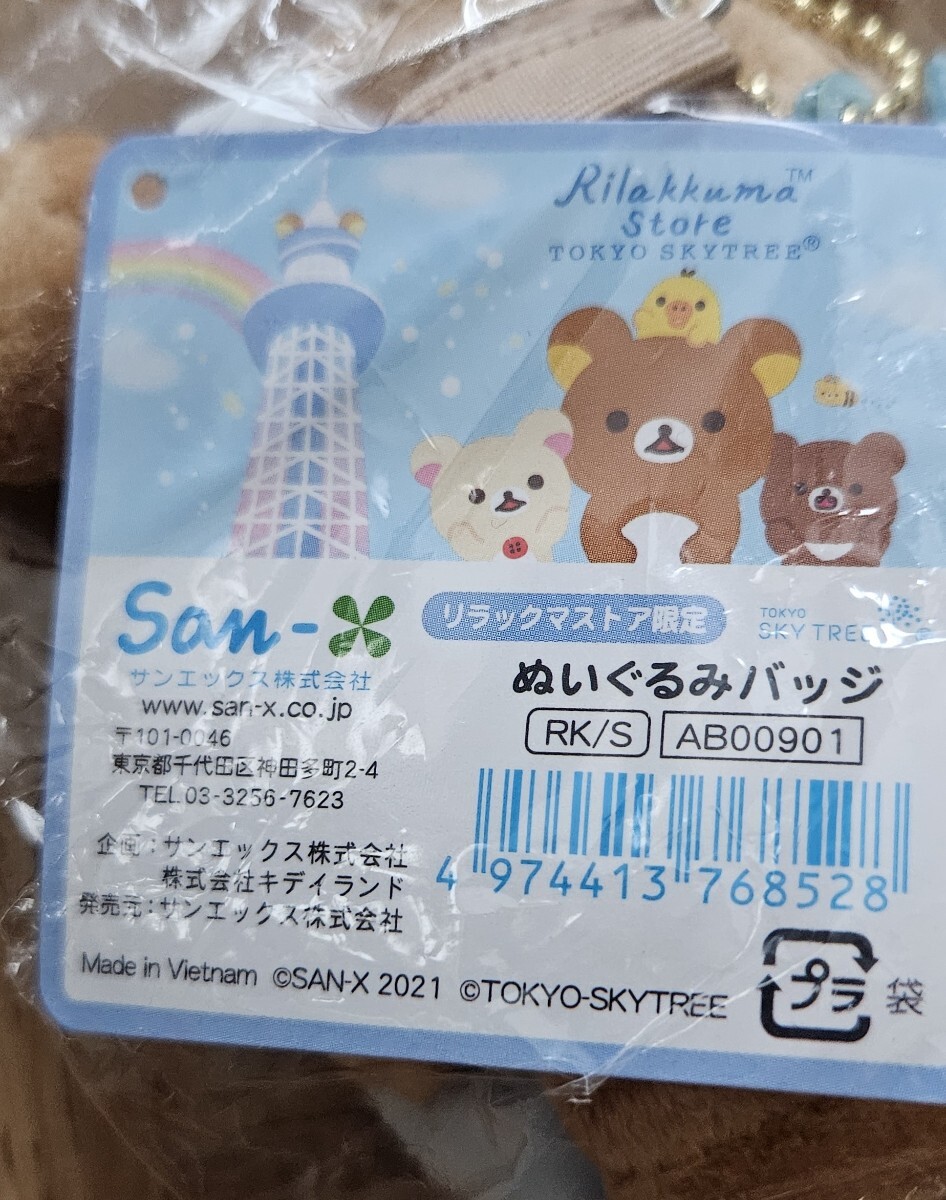 Rilakkuma™
Store
TOKYO SKYTREE®
San-X
サンエックス株式会社
www.san-x.co.jp
〒101-0046
東京都千代田区神田多町2-4
TEL.03-3256-7623
企画：サンエックス株式会社
株式会社キデイランド
発売元：サンエックス株式会社
リラックマストア限定
TOKYO
SKYTREE
ぬいぐるみバッジ
RK/S AB00901
4 974413 768528
Made in Vietnam ©SAN-X 2021 ©TOKYO-SKYTREE
プラ 袋